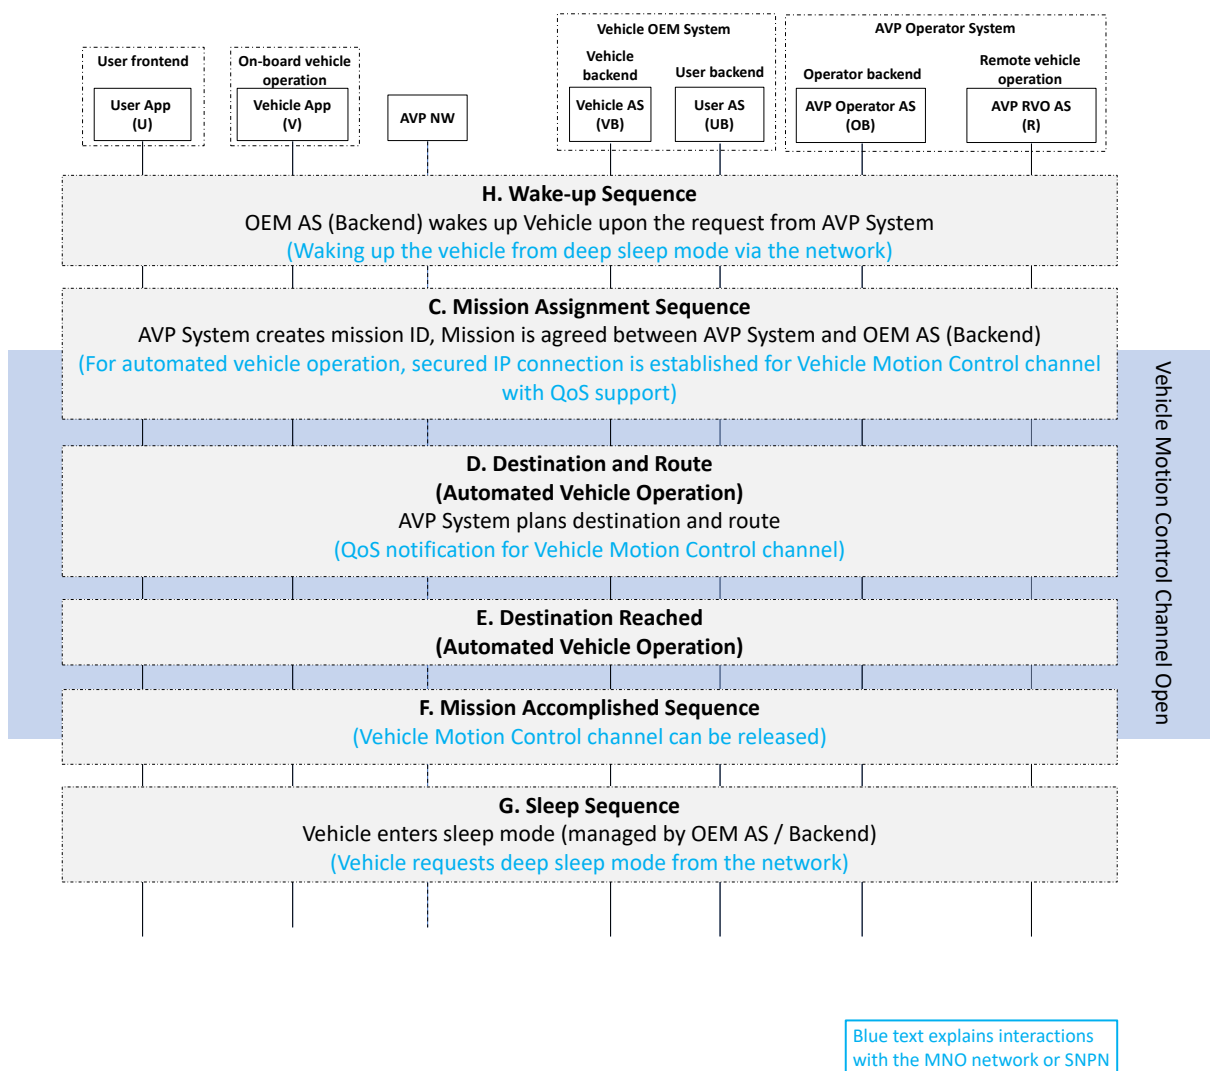 Vehicle OEM System
AVP Operator System
User frontend
On-board vehicle
operation
Vehicle
backend
User backend
Operator backend
Remote vehicle
operation
User App
(U)
Vehicle App
(V)
AVP NW
Vehicle AS
(VB)
User AS
(UB)
AVP Operator AS
(OB)
AVP RVO AS
(R)
H. Wake-up Sequence
OEM AS (Backend) wakes up Vehicle upon the request from AVP System
(Waking up the vehicle from deep sleep mode via the network)
C. Mission Assignment Sequence
AVP System creates mission ID, Mission is agreed between AVP System and OEM AS (Backend)
(For automated vehicle operation, secured IP connection is established for Vehicle Motion Control channel
with QoS support)
D. Destination and Route
(Automated Vehicle Operation)
AVP System plans destination and route
(QoS notification for Vehicle Motion Control channel)
E. Destination Reached
(Automated Vehicle Operation)
F. Mission Accomplished Sequence
(Vehicle Motion Control channel can be released)
G. Sleep Sequence
Vehicle enters sleep mode (managed by OEM AS / Backend)
(Vehicle requests deep sleep mode from the network)
Vehicle Motion Control Channel Open
Blue text explains interactions
with the MNO network or SNPN